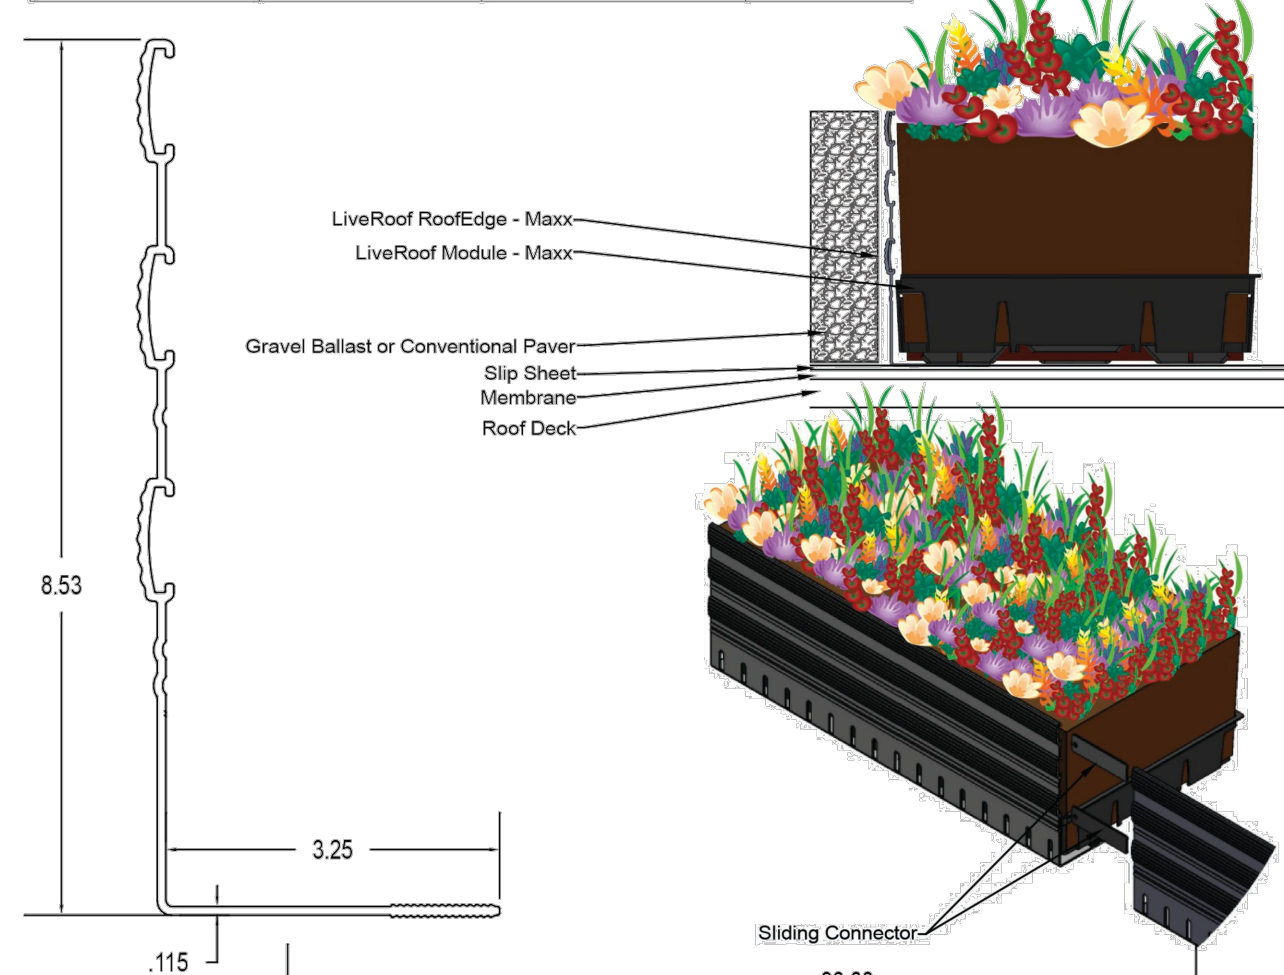 LiveRoof RoofEdge - Maxx
LiveRoof Module - Maxx
Gravel Ballast or Conventional Paver
Slip Sheet
Membrane
Roof Deck
8.53
3.25
.115
Sliding Connector